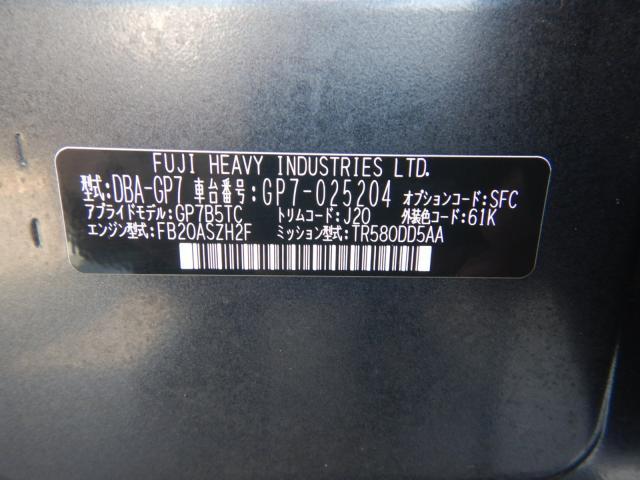 FUJI HEAVY INDUSTRIES LTD.
型式:DBA-GP7 車台番号:GP7-025204 オプションコード:SFC
アプライドモデル:GP7B5TC トリムコード:J20 外装色コード:61K
エンジン型式:FB20ASZH2F ミッション型式:TR580DD5AA